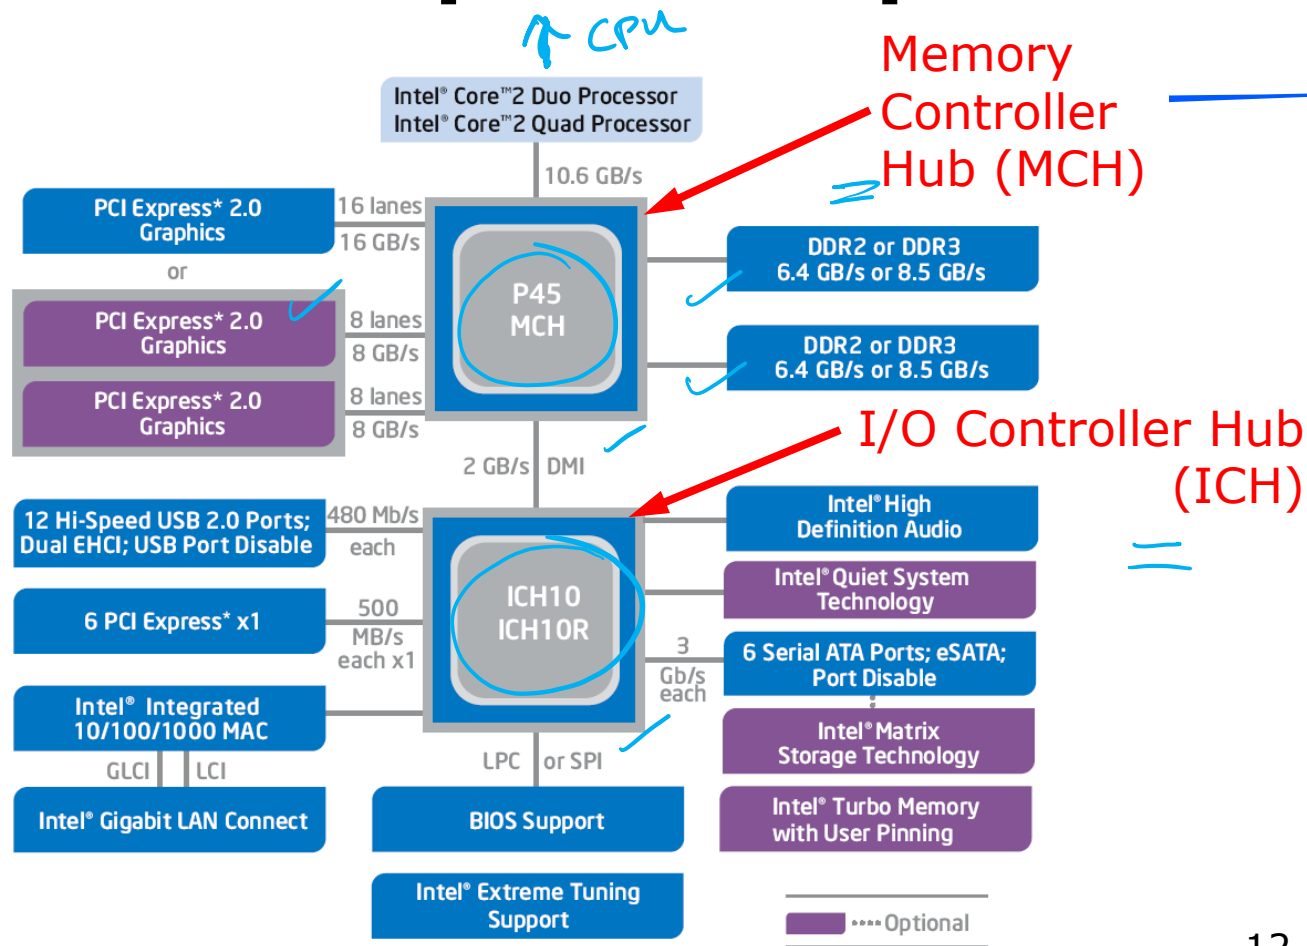 CPU
Memory
Controller
Hub (MCH)
Intel® Core™2 Duo Processor
Intel® Core™2 Quad Processor
10.6 GB/s
PCI Express* 2.0
Graphics
16 lanes
16 GB/s
or
PCI Express* 2.0
Graphics
8 lanes
8 GB/s
PCI Express* 2.0
Graphics
8 lanes
8 GB/s
P45
MCH
DDR2 or DDR3
6.4 GB/s or 8.5 GB/s
DDR2 or DDR3
6.4 GB/s or 8.5 GB/s
2 GB/s DMI
I/O Controller Hub
(ICH)
12 Hi-Speed USB 2.0 Ports;
Dual EHCI; USB Port Disable
480 Mb/s
each
6 PCI Express* x1
500
MB/s
each x1
Intel® Integrated
10/100/1000 MAC
GLCI LCI
Intel® Gigabit LAN Connect
ICH10
ICH10R
Intel® High
Definition Audio
Intel® Quiet System
Technology
3
Gb/s
each
6 Serial ATA Ports; eSATA;
Port Disable
Intel® Matrix
Storage Technology
Intel® Turbo Memory
with User Pinning
LPC or SPI
BIOS Support
Intel® Extreme Tuning
Support
Optional